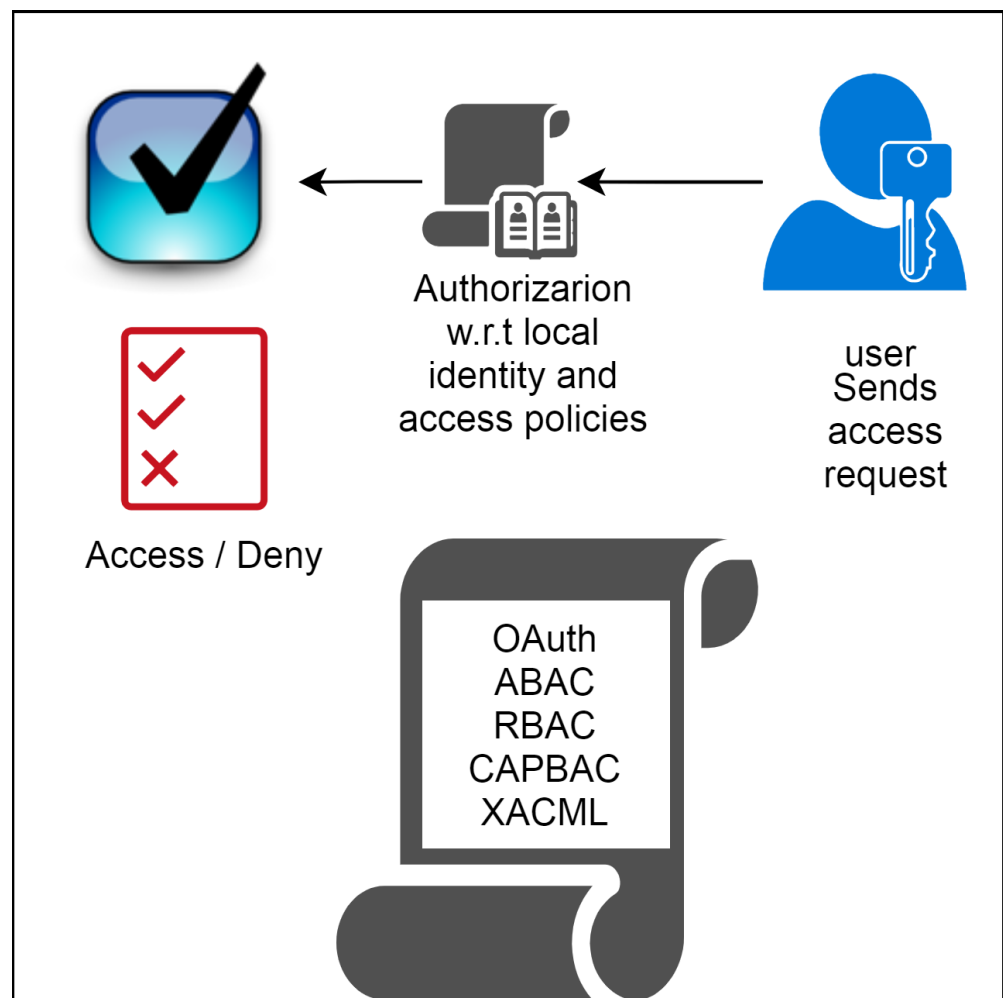 Authorizarion
w.r.t local
identity and
access policies
user
Sends
access
request
Access / Deny
OAuth
ABAC
RBAC
CAPBAC
XACML